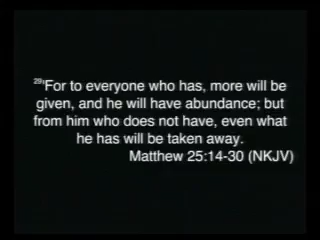 29"For to everyone who has, more will be
given, and he will have abundance; but
from him who does not have, even what
he has will be taken away.
Matthew 25:14-30 (NKJV)